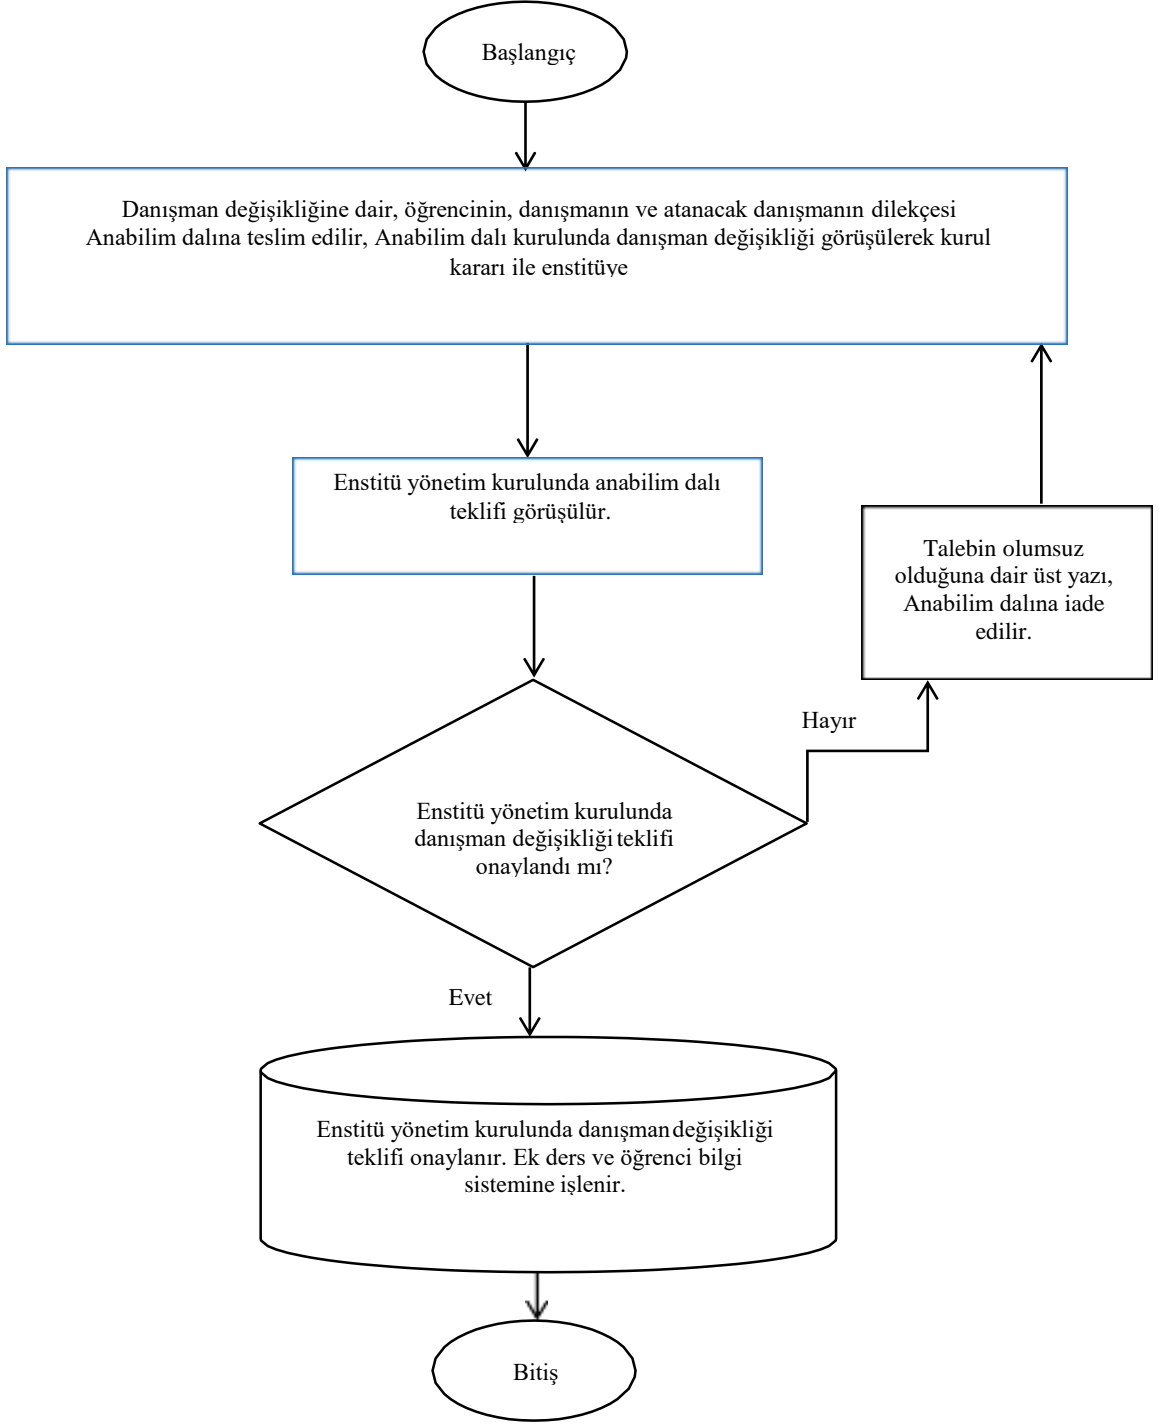 Başlangıç
Danışman değişikliğine dair, öğrencinin, danışmanın ve atanacak danışmanın dilekçesi
Anabilim dalına teslim edilir, Anabilim dalı kurulunda danışman değişikliği görüşülerek kurul
kararı ile enstitüye
Enstitü yönetim kurulunda anabilim dalı
teklifi görüşülür.
Talebin olumsuz
olduğuna dair üst yazı,
Anabilim dalına iade
edilir.
Hayır
Enstitü yönetim kurulunda
danışman değişikliği teklifi
onaylandı mı?
Evet
Enstitü yönetim kurulunda danışman değişikliği
teklifi onaylanır. Ek ders ve öğrenci bilgi
sistemine işlenir.
Bitiş